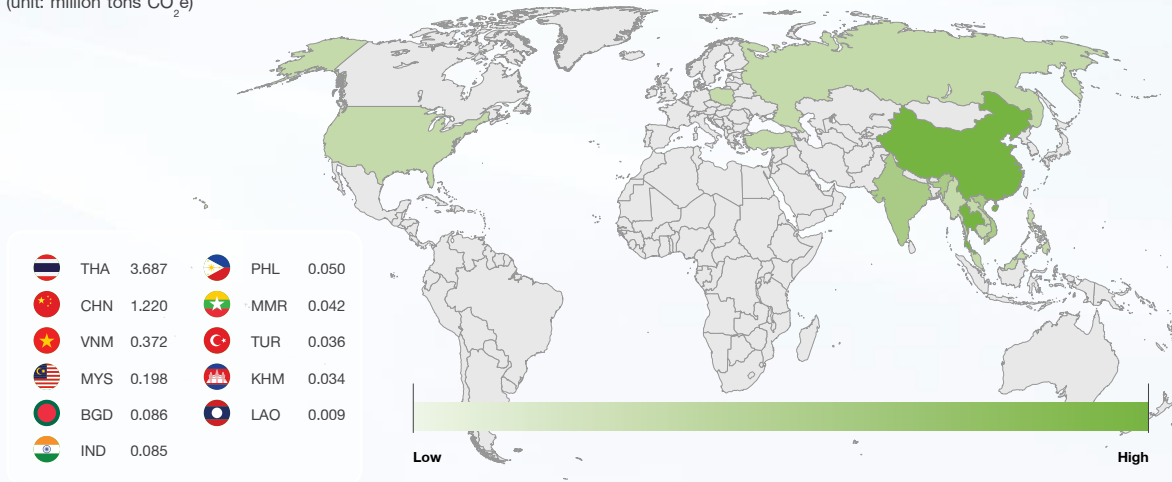 (unit: million tons CO2e)
THA 3.687
CHN 1.220
VNM 0.372
MYS 0.198
BGD 0.086
IND 0.085
PHL 0.050
MMR 0.042
TUR 0.036
KHM 0.034
LAO 0.009
Low
High